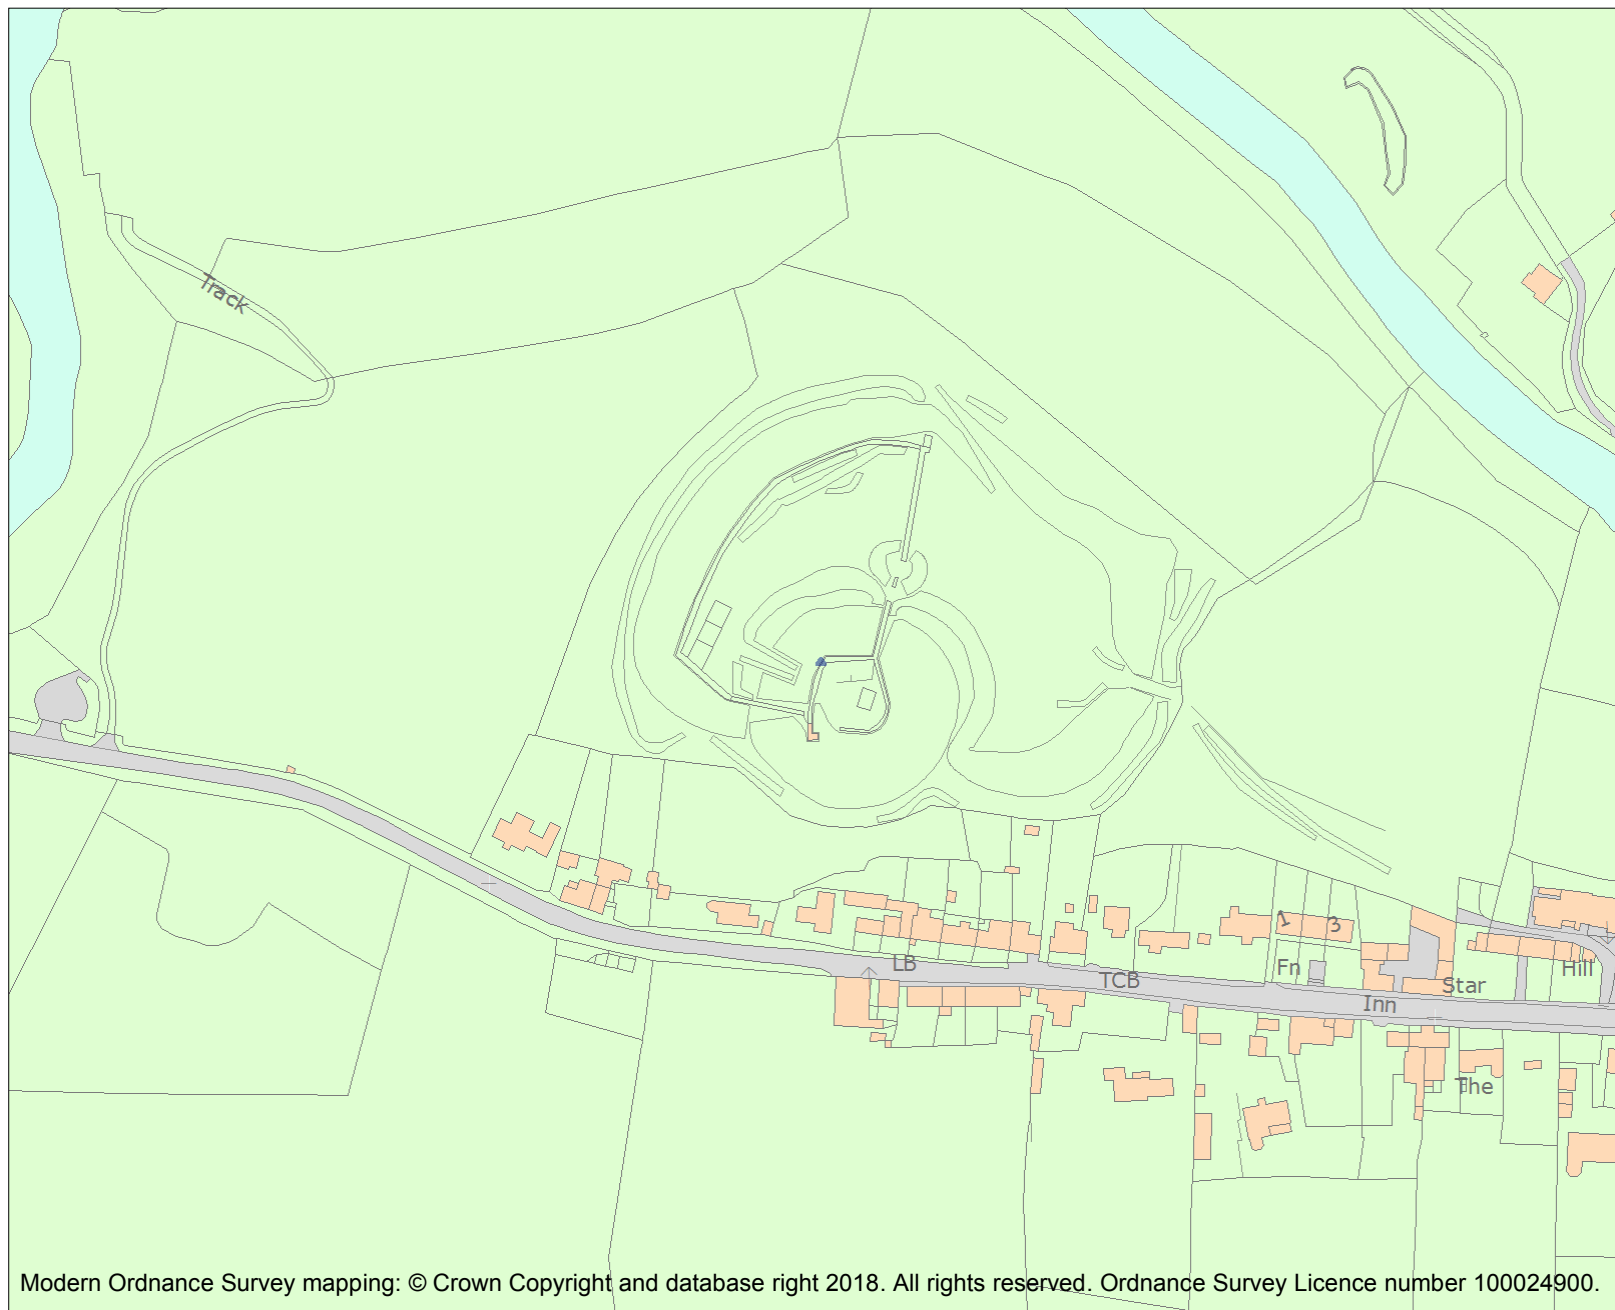 Track
1
3
LB
Fn
Hill
TCB
Star
Inn
The
Modern Ordnance Survey mapping: © Crown Copyright and database right 2018. All rights reserved. Ordnance Survey Licence number 100024900.